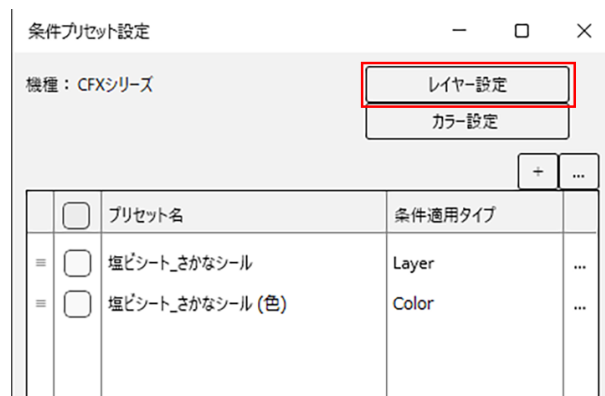 条件プリセット設定
機種： CFXシリーズ
レイヤー設定
カラー設定
+ ...
プリセット名 条件適用タイプ
塩ビシート_さかなシール Layer ...
塩ビシート_さかなシール (色) Color ...